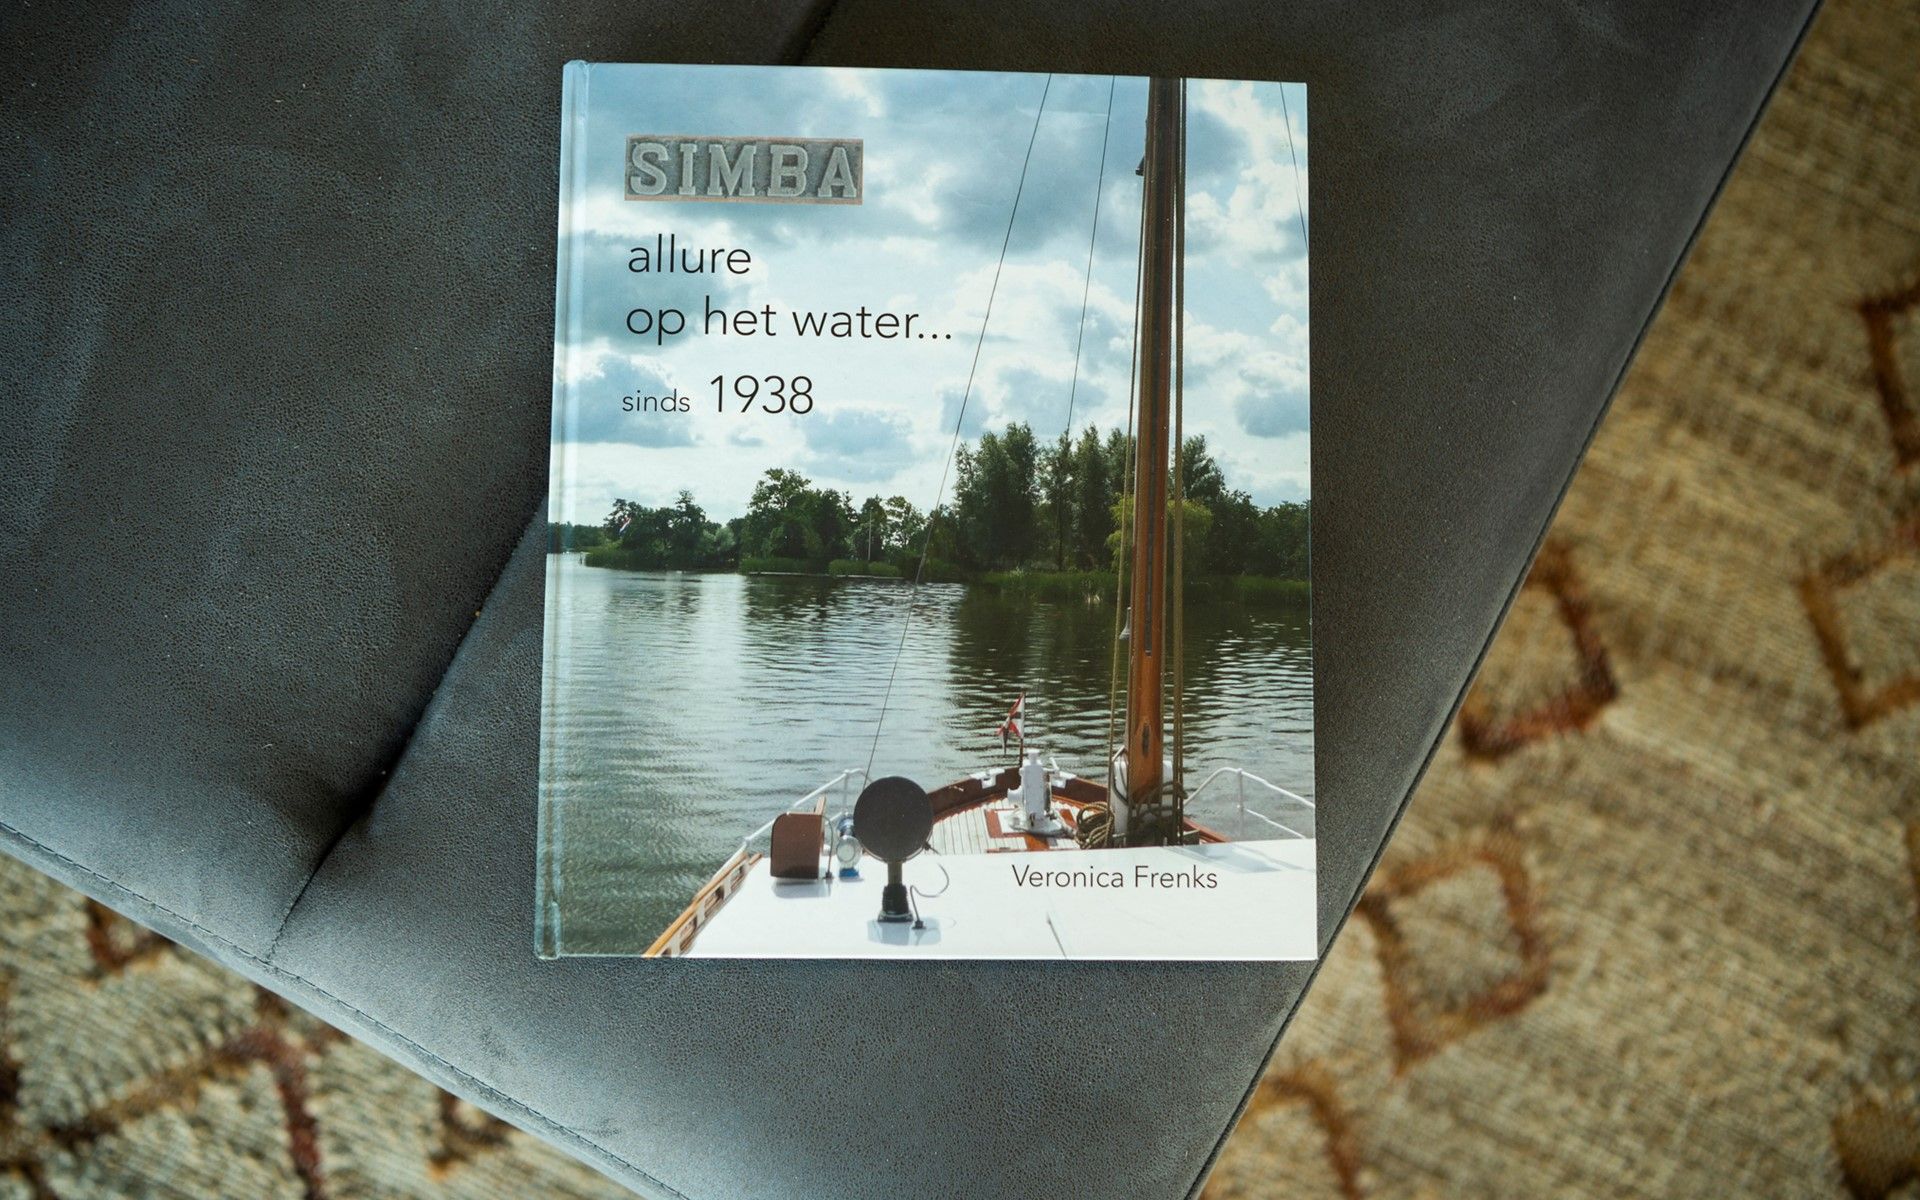 SIMBA
allure
op het water...
sinds 1938
Veronica Frenks